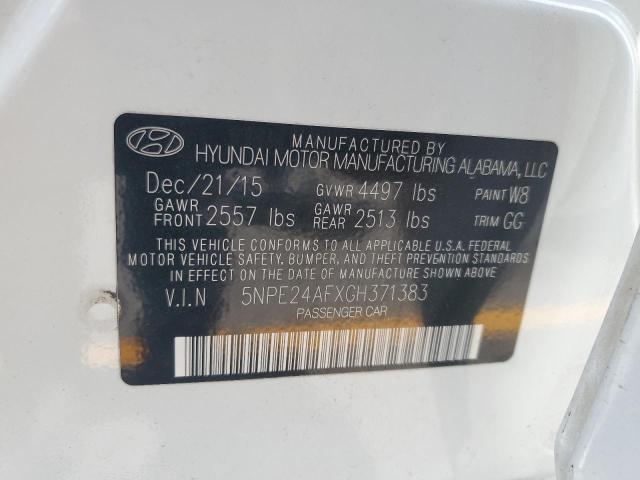 MANUFACTURED BY
HYUNDAI MOTOR MANUFACTURING ALABAMA, LLC
Dec/21/15 GVWR 4497 lbs PAINT W8
GAWR FRONT 2557 lbs GAWR REAR 2513 lbs TRIM GG
THIS VEHICLE CONFORMS TO ALL APPLICABLE U.S.A. FEDERAL
MOTOR VEHICLE SAFETY, BUMPER, AND THEFT PREVENTION STANDARDS
IN EFFECT ON THE DATE OF MANUFACTURE SHOWN ABOVE.
V.I.N 5NPE24AFXGH371383
PASSENGER CAR